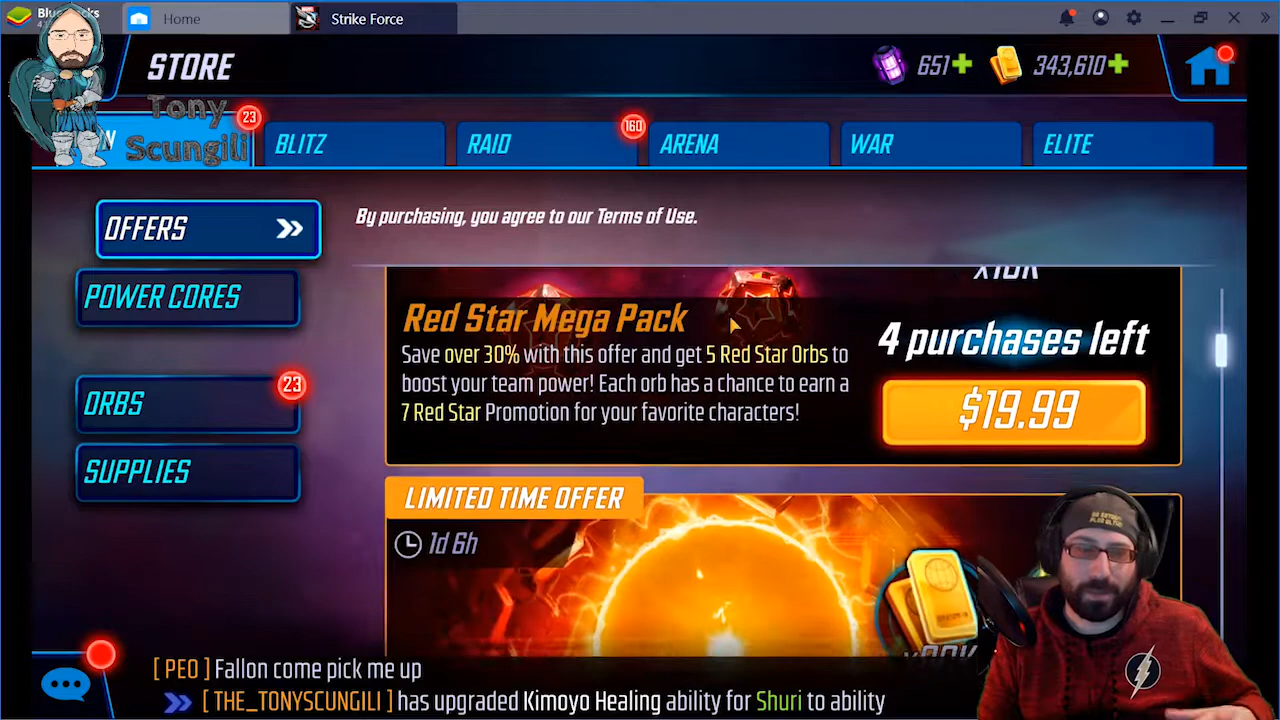 Home
Strike Force
STORE
651
343,610
Tony
Scungili
23
BLITZ
RAID
160
ARENA
WAR
ELITE
OFFERS
By purchasing, you agree to our Terms of Use.
POWER CORES
ORBS
23
SUPPLIES
Red Star Mega Pack
Save over 30% with this offer and get 5 Red Star Orbs to
boost your team power! Each orb has a chance to earn a
7 Red Star Promotion for your favorite characters!
4 purchases left
$19.99
LIMITED TIME OFFER
1d 6h
[ PEO ] Fallon come pick me up
[ THE_TONYSCUNGILI ] has upgraded Kimoyo Healing ability for Shuri to ability